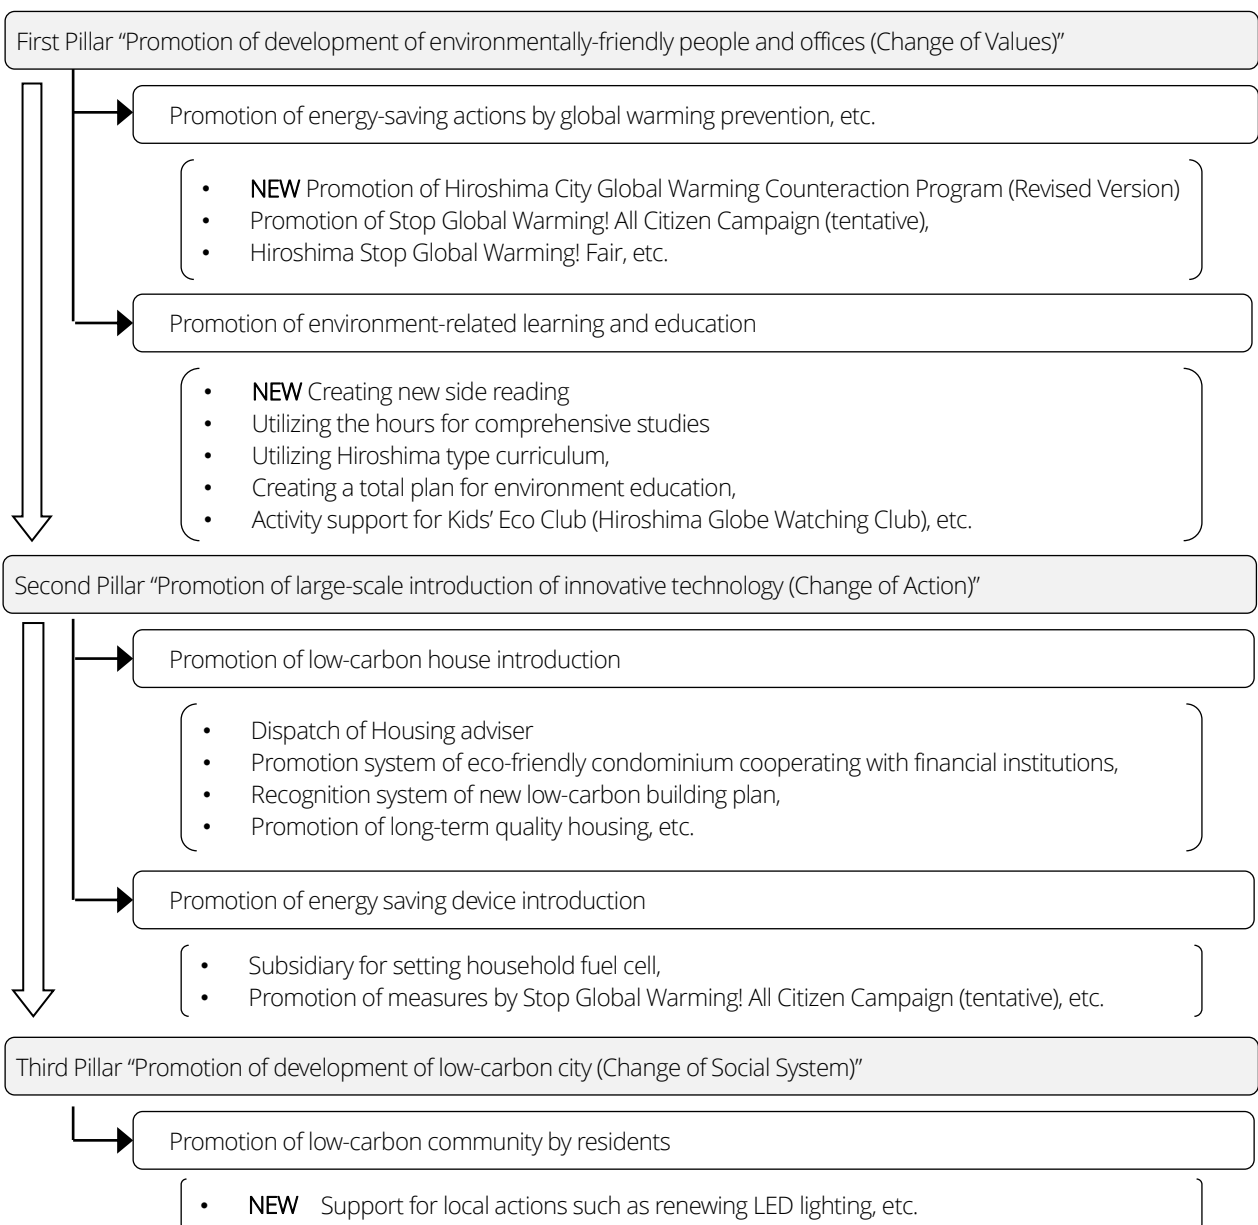 First Pillar “Promotion of development of environmentally-friendly people and offices (Change of Values)”
Promotion of energy-saving actions by global warming prevention, etc.
• NEW Promotion of Hiroshima City Global Warming Counteraction Program (Revised Version)
• Promotion of Stop Global Warming! All Citizen Campaign (tentative),
• Hiroshima Stop Global Warming! Fair, etc.
Promotion of environment-related learning and education
• NEW Creating new side reading
• Utilizing the hours for comprehensive studies
• Utilizing Hiroshima type curriculum,
• Creating a total plan for environment education,
• Activity support for Kids’ Eco Club (Hiroshima Globe Watching Club), etc.
Second Pillar “Promotion of large-scale introduction of innovative technology (Change of Action)”
Promotion of low-carbon house introduction
• Dispatch of Housing adviser
• Promotion system of eco-friendly condominium cooperating with financial institutions,
• Recognition system of new low-carbon building plan,
• Promotion of long-term quality housing, etc.
Promotion of energy saving device introduction
• Subsidiary for setting household fuel cell,
• Promotion of measures by Stop Global Warming! All Citizen Campaign (tentative), etc.
Third Pillar “Promotion of development of low-carbon city (Change of Social System)”
Promotion of low-carbon community by residents
• NEW Support for local actions such as renewing LED lighting, etc.